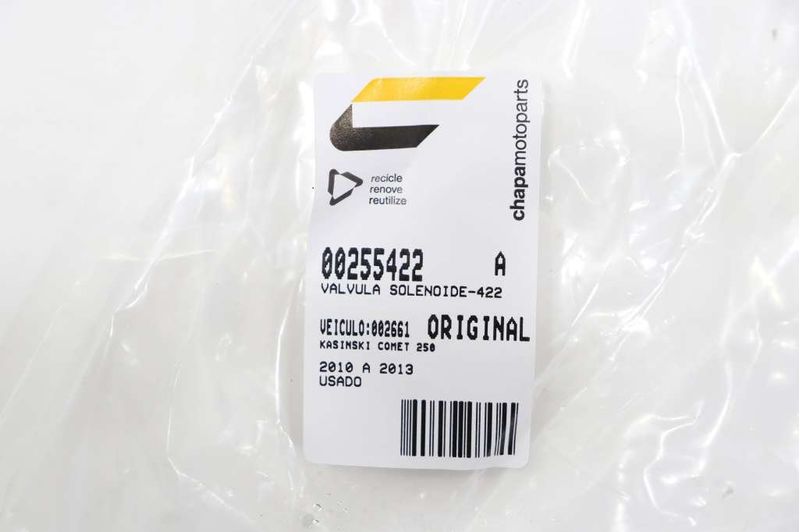 chapamotoparts
recicle
renove
reutilize
00255422 A
VALVULA SOLENOIDE-422
VEICULO:002661 ORIGINAL
KASINSKI COMET 250
2010 A 2013
USADO